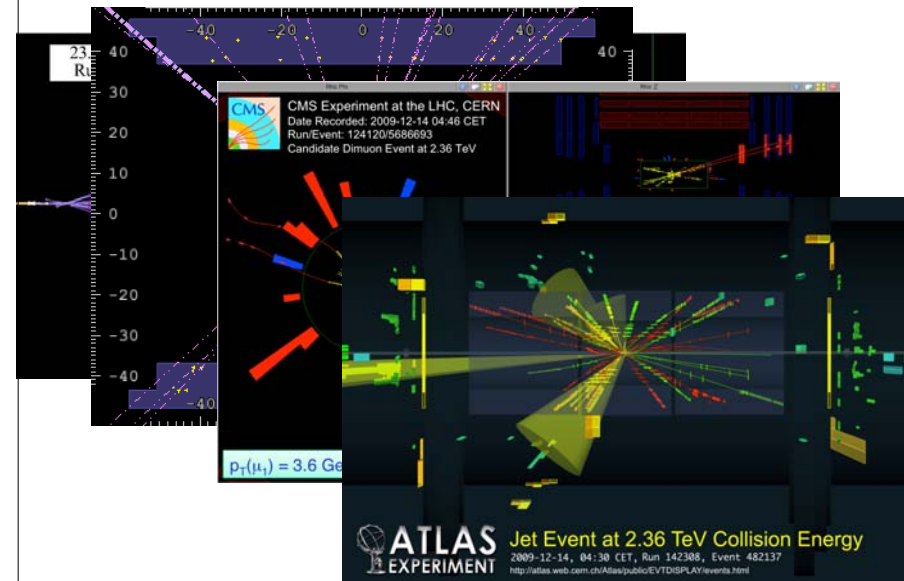 23.
Ru
-40
-20
0
20
40
40
30
20
10
0
-10
-20
-30
-40
40
-40
CMS
CMS Experiment at the LHC, CERN
Date Recorded: 2009-12-14 04:46 CET
Run/Event: 124120/5686693
Candidate Dimuon Event at 2.36 TeV
Rho Phi
Rho Z
pT(μ1) = 3.6 Ge
ATLAS
EXPERIMENT
Jet Event at 2.36 TeV Collision Energy
2009-12-14, 04:30 CET, Run 142308, Event 482137
http://atlas.web.cern.ch/Atlas/public/EVTDISPLAY/events.html